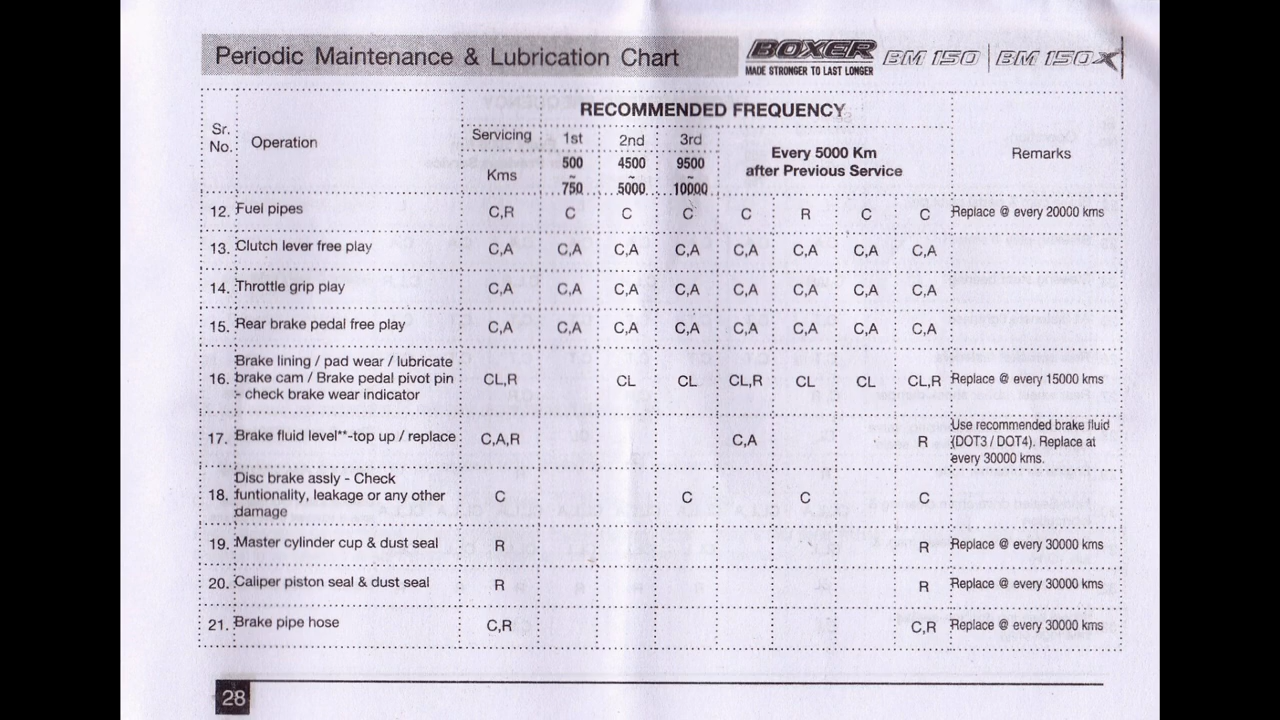 Periodic Maintenance & Lubrication Chart
BOXER
MADE STRONGER TO LAST LONGER
BM 150 | BM 150X
RECOMMENDED FREQUENCY
Sr. No. Operation Servicing Kms 1st 500 ~ 750 2nd 4500 ~ 5000 3rd 9500 ~ 10000 Every 5000 Km after Previous Service Remarks
12. Fuel pipes C,R C C C C R C C Replace @ every 20000 kms
13. Clutch lever free play C,A C,A C,A C,A C,A C,A C,A C,A
14. Throttle grip play C,A C,A C,A C,A C,A C,A C,A C,A
15. Rear brake pedal free play C,A C,A C,A C,A C,A C,A C,A C,A
Brake lining / pad wear / lubricate
16. brake cam / Brake pedal pivot pin CL,R CL CL CL,R CL CL CL,R Replace @ every 15000 kms
- check brake wear indicator
17. Brake fluid level**-top up / replace C,A,R C,A R Use recommended brake fluid
(DOT3 / DOT4). Replace at
every 30000 kms.
Disc brake assly - Check
18. funtionality, leakage or any other C C C C
damage
19. Master cylinder cup & dust seal R R Replace @ every 30000 kms
20. Caliper piston seal & dust seal R R Replace @ every 30000 kms
21. Brake pipe hose C,R C,R Replace @ every 30000 kms
28